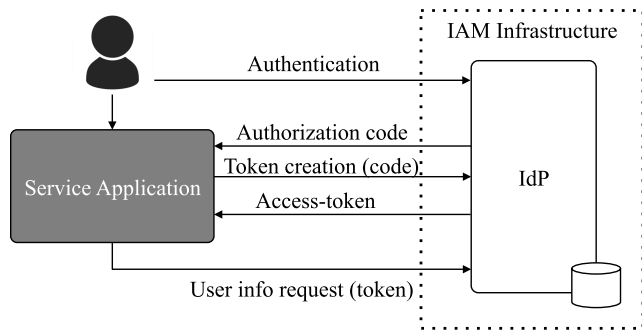 IAM Infrastructure
Authentication
Authorization code
Token creation (code)
Service Application
IdP
Access-token
User info request (token)